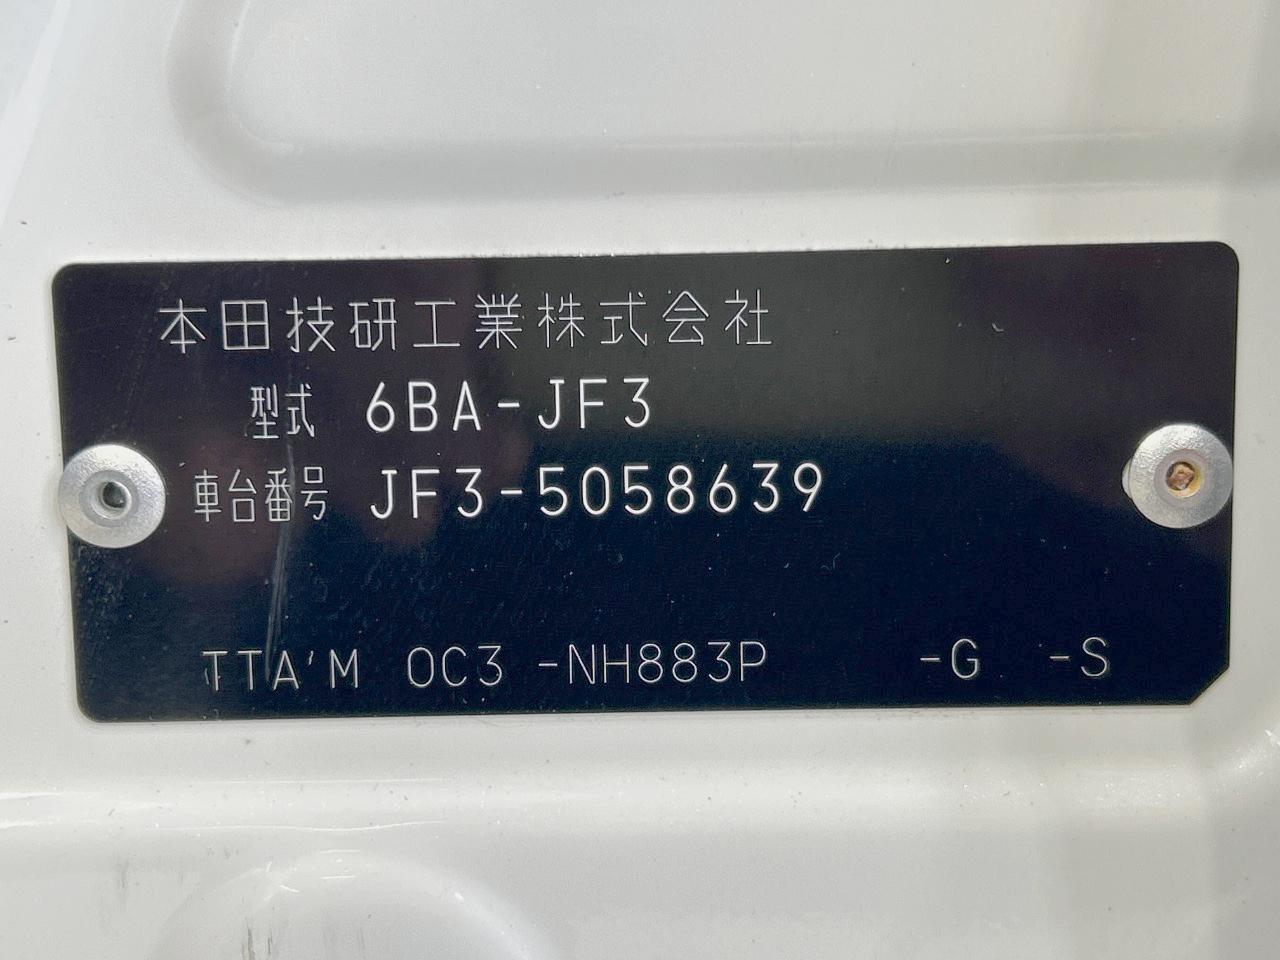 本田技研工業株式会社
型式 6BA-JF3
車台番号 JF3-5058639
TTA'M OC3 -NH883P -G -S